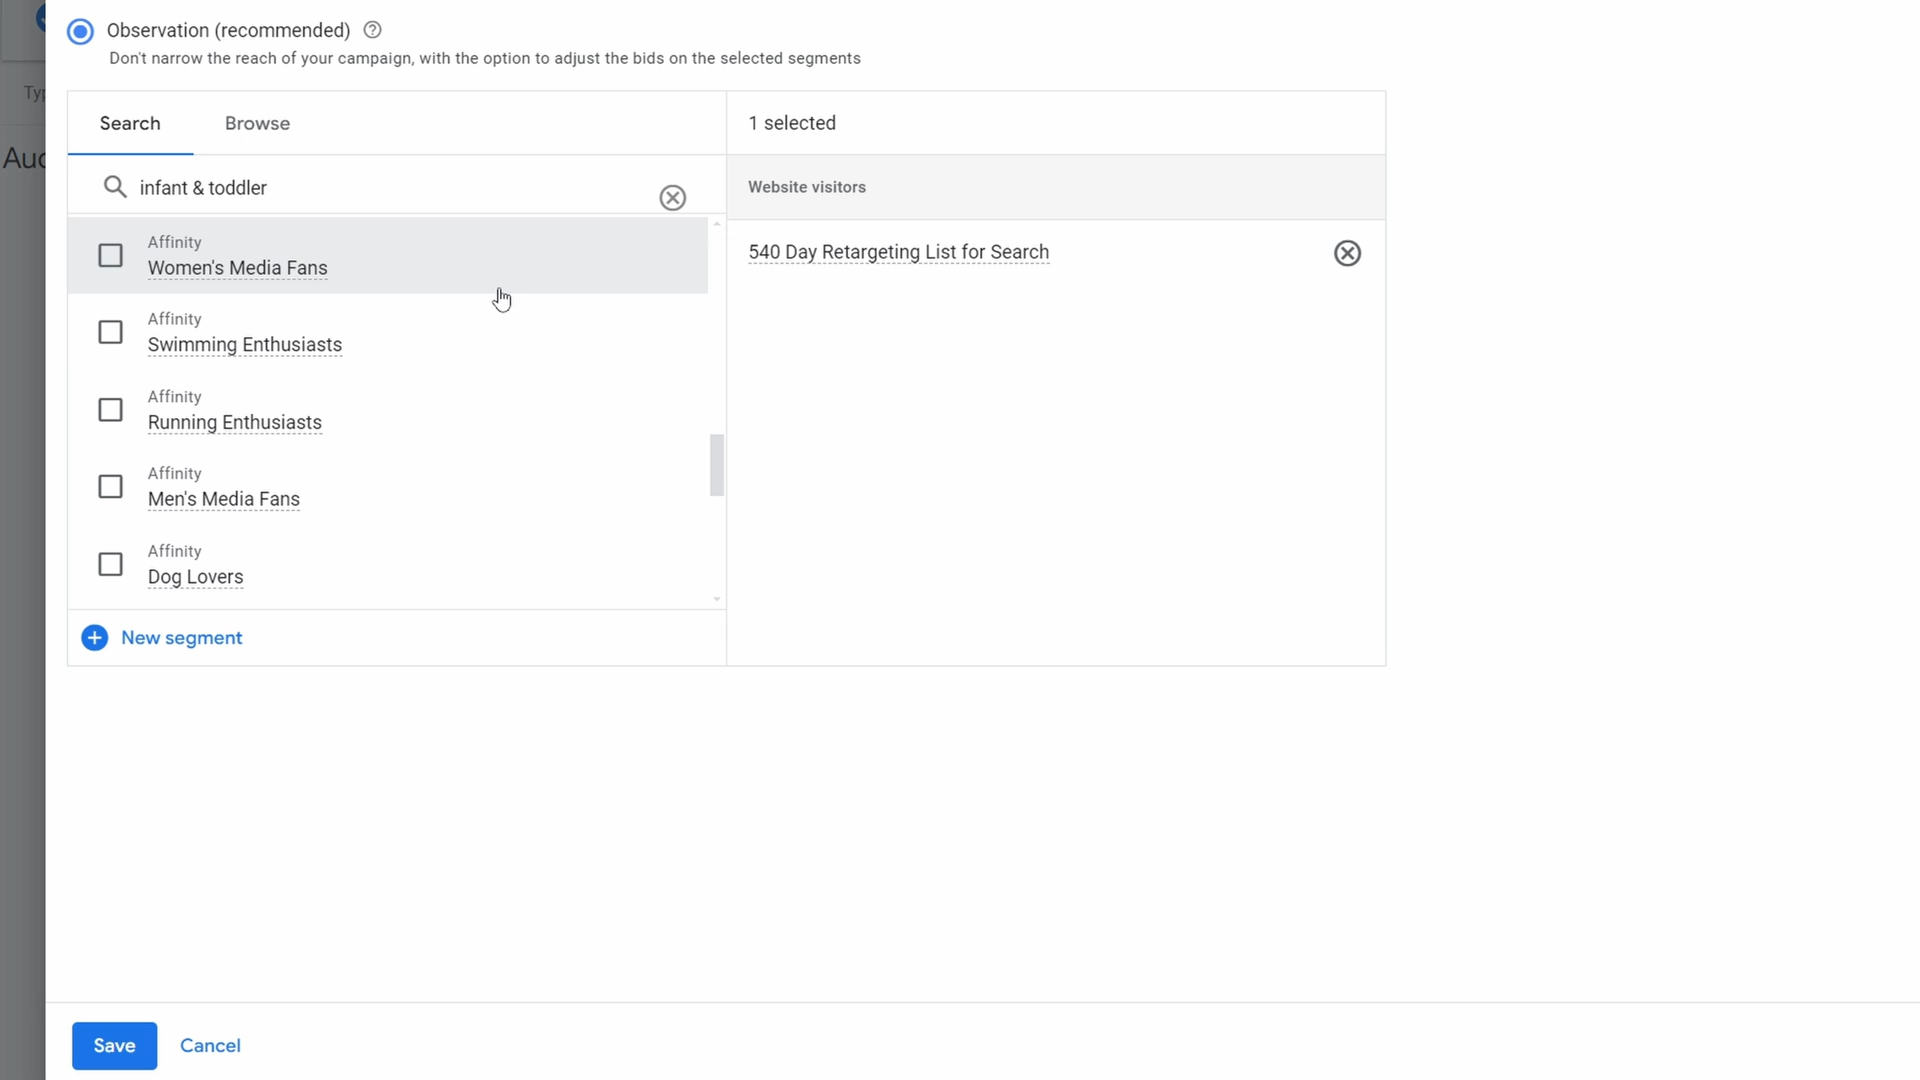 Observation (recommended)
Don't narrow the reach of your campaign, with the option to adjust the bids on the selected segments
Typ
Auc
Search
Browse
1 selected
infant & toddler
Website visitors
Affinity
Women's Media Fans
540 Day Retargeting List for Search
Affinity
Swimming Enthusiasts
Affinity
Running Enthusiasts
Affinity
Men's Media Fans
Affinity
Dog Lovers
New segment
Save
Cancel